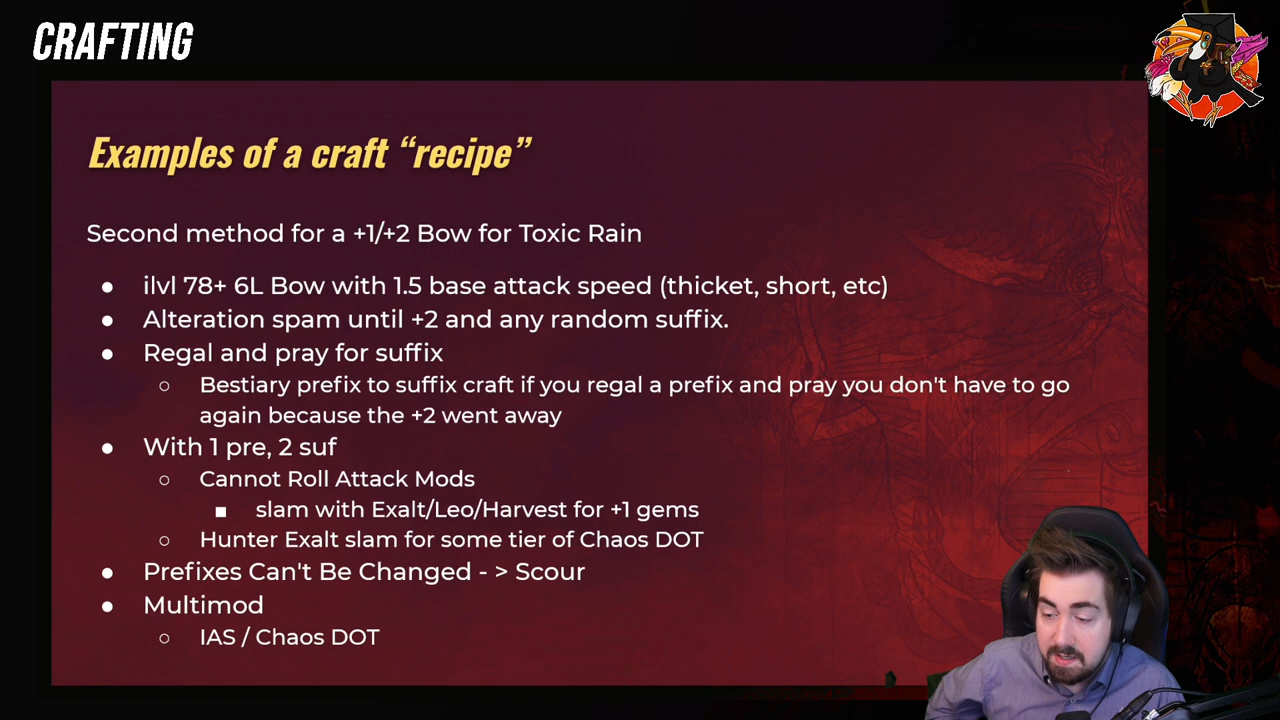 CRAFTING
Examples of a craft “recipe”
Second method for a +1/+2 Bow for Toxic Rain
● ilvl 78+ 6L Bow with 1.5 base attack speed (thicket, short, etc)
● Alteration spam until +2 and any random suffix.
● Regal and pray for suffix
○ Bestiary prefix to suffix craft if you regal a prefix and pray you don't have to go
again because the +2 went away
● With 1 pre, 2 suf
○ Cannot Roll Attack Mods
■ slam with Exalt/Leo/Harvest for +1 gems
○ Hunter Exalt slam for some tier of Chaos DOT
● Prefixes Can't Be Changed - > Scour
● Multimod
○ IAS / Chaos DOT